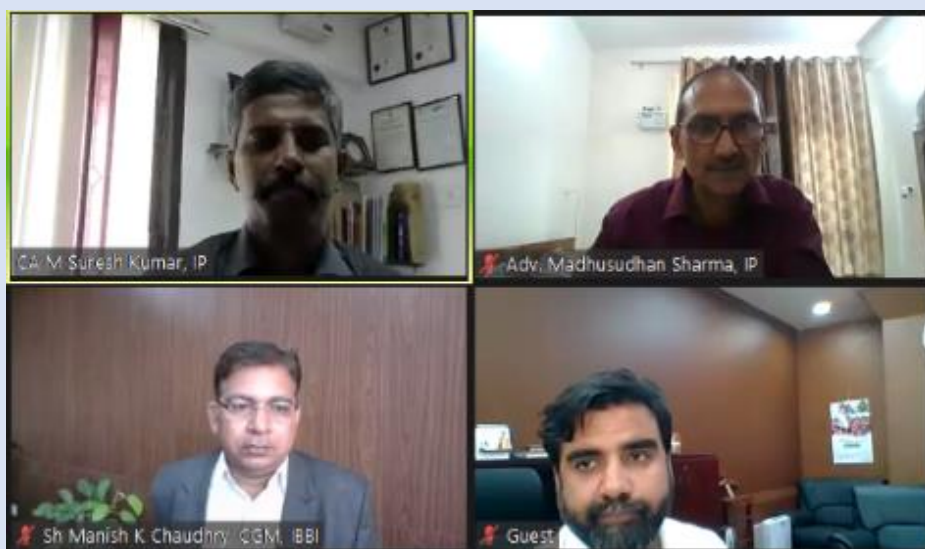 CA M Suresh Kumar, IP
Adv. Madhusudhan Sharma, IP
Sh Manish K Chaudhry CGM, IBBI
Guest